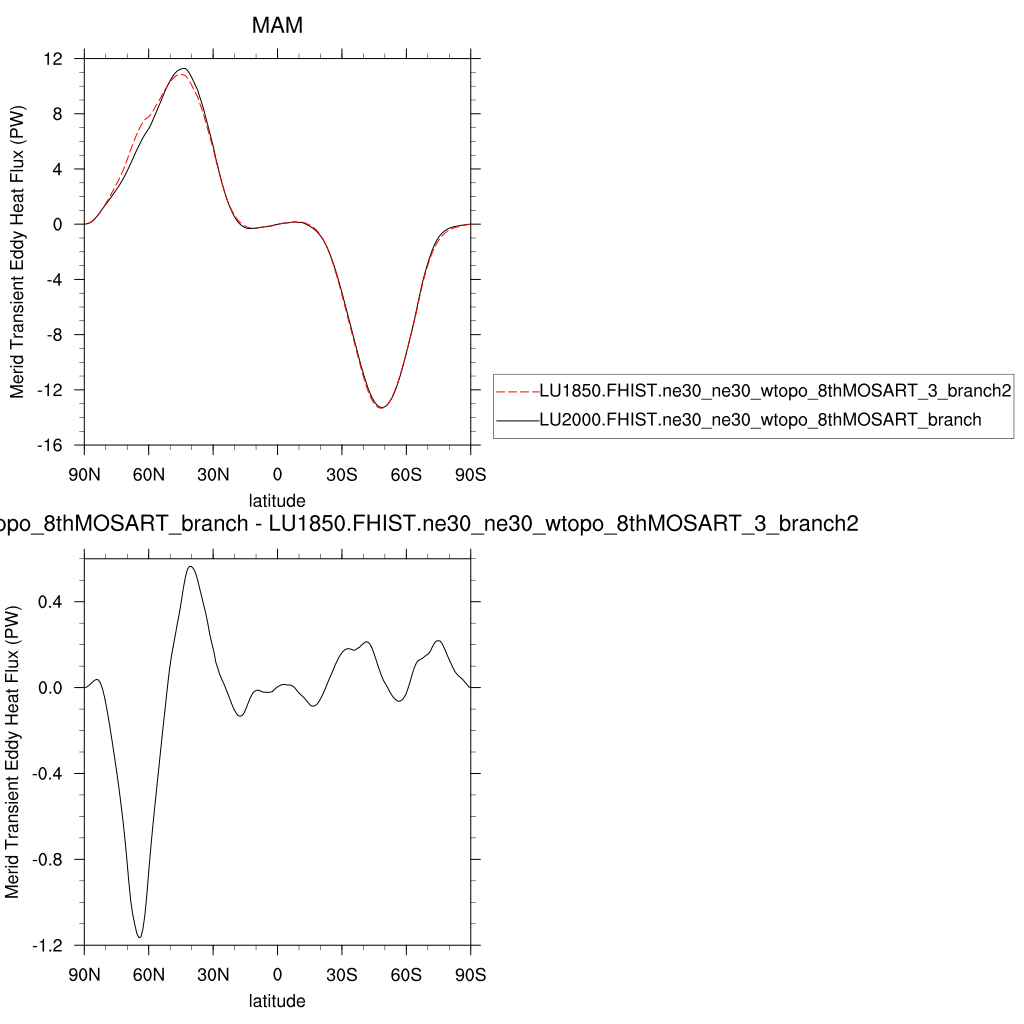 MAM
12
8
4
0
-4
-8
-12
-16
Merid Transient Eddy Heat Flux (PW)
90N 60N 30N 0 30S 60S 90S
latitude
LU1850.FHIST.ne30_ne30_wtopo_8thMOSART_3_branch2
LU2000.FHIST.ne30_ne30_wtopo_8thMOSART_branch
opo_8thMOSART_branch - LU1850.FHIST.ne30_ne30_wtopo_8thMOSART_3_branch2
0.4
0.0
-0.4
-0.8
-1.2
Merid Transient Eddy Heat Flux (PW)
90N 60N 30N 0 30S 60S 90S
latitude